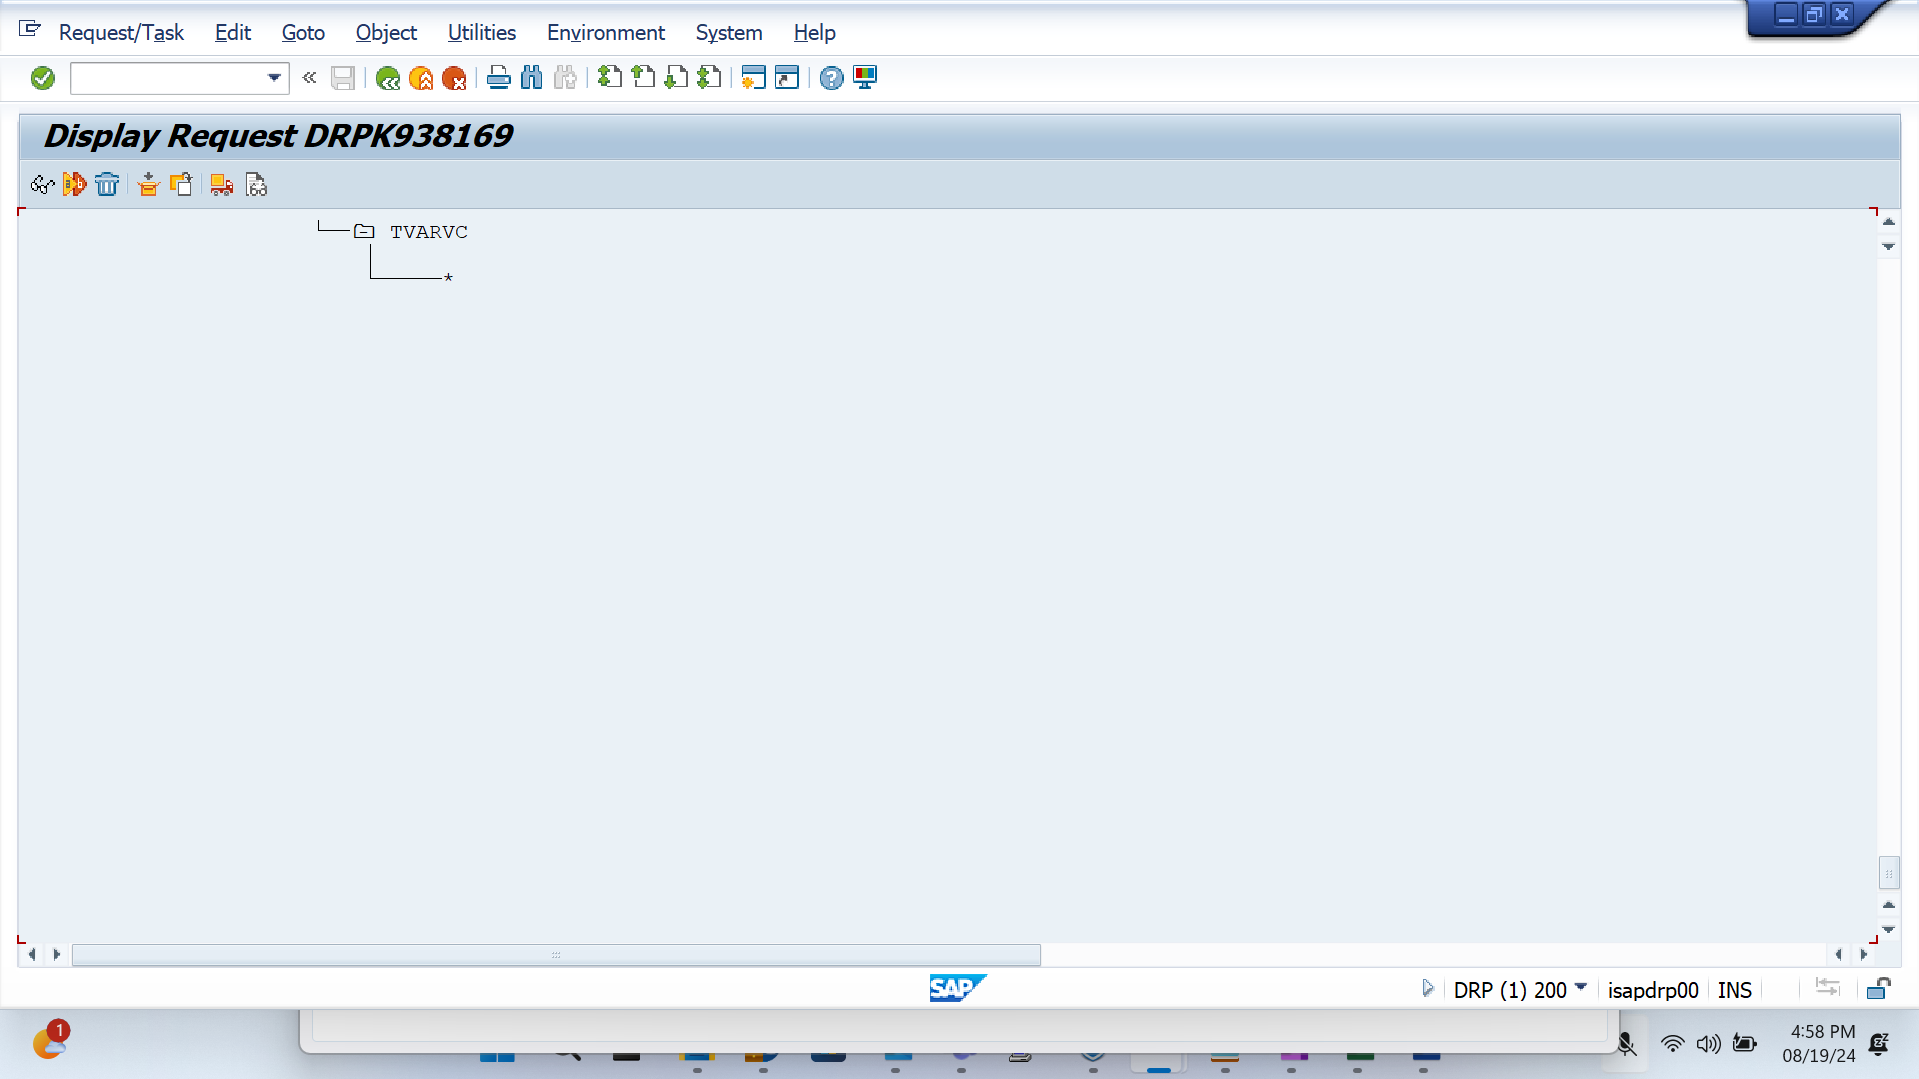 Request/Task Edit Goto Object Utilities Environment System Help
Display Request DRPK938169
TVARVC
*
SAP
DRP (1) 200 isapdrp00 INS
1
4:58 PM
08/19/24